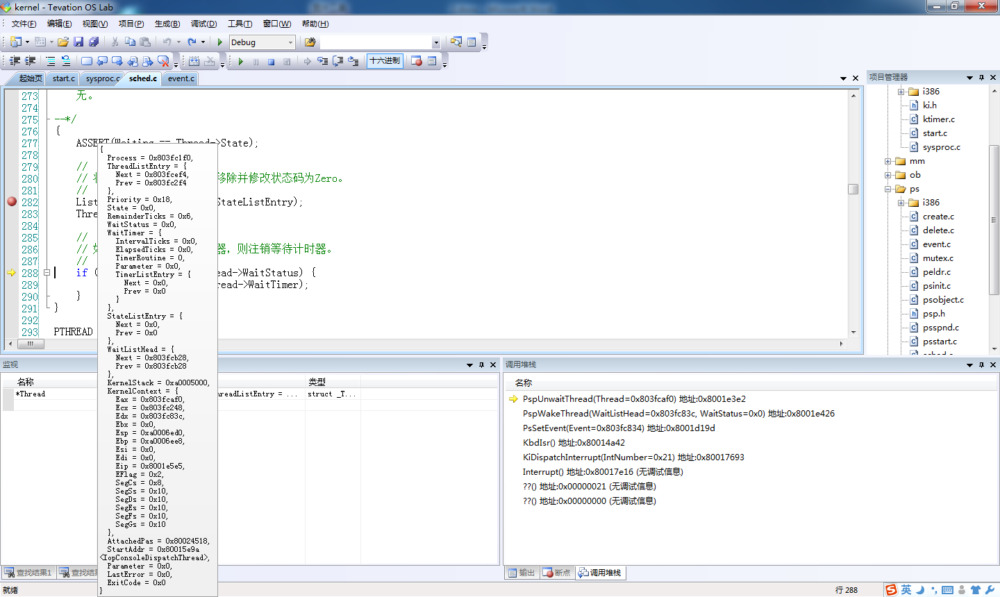 kernel - Tevation OS Lab
文件(F) 编辑(E) 视图(V) 项目(P) 生成(B) 调试(D) 工具(T) 窗口(W) 帮助(H)
Debug
十六进制
起始页 start.c sysproc.c sched.c event.c
273 无。
274
275 --*/
276 {
277 ASSERT(Waiting == Thread->State);
278
279 //
280 // 移除并修改状态码为Zero。
281 //
282 List StateListEntry);
283 Thre
284
285 //
286 // 器，则注销等待计时器。
287 //
288 if ( ead->WaitStatus) {
289 read->WaitTimer);
290 }
291 }
292
293 PTHREAD
{
Process = 0x803fc1f0,
ThreadListEntry = {
Next = 0x803fcef4,
Prev = 0x803fc2f4
},
Priority = 0x18,
State = 0x0,
RemainderTicks = 0x6,
WaitStatus = 0x0,
WaitTimer = {
IntervalTicks = 0x0,
ElapsedTicks = 0x0,
TimerRoutine = 0,
Parameter = 0x0,
TimerListEntry = {
Next = 0x0,
Prev = 0x0
}
},
StateListEntry = {
Next = 0x0,
Prev = 0x0
},
WaitListHead = {
Next = 0x803fcb28,
Prev = 0x803fcb28
},
KernelStack = 0xa0005000,
KernelContext = {
Eax = 0x803fcaf0,
Ecx = 0x803fc248,
Edx = 0x803fc83c,
Ebx = 0x0,
Esp = 0xa0006ed0,
Ebp = 0xa0006ee8,
Esi = 0x0,
Edi = 0x0,
Eip = 0x8001e5e5,
EFlag = 0x2,
SegCs = 0x8,
SegSs = 0x10,
SegDs = 0x10,
SegEs = 0x10,
SegFs = 0x10,
SegGs = 0x10
},
AttachedPas = 0x80024518,
StartAddr = 0x80015e9a
<IopConsoleDispatchThread>,
Parameter = 0x0,
LastError = 0x0,
ExitCode = 0x0
}
项目管理器
i386
ki.h
ktimer.c
start.c
sysproc.c
mm
ob
ps
i386
create.c
delete.c
event.c
mutex.c
peldr.c
psinit.c
psobject.c
psp.h
psspnd.c
psstart.c
sched.c
监视
名称 类型
*Thread hreadListEntry = ... struct _T...
查找结果1 查找结果
调用堆栈
名称
PspUnwaitThread(Thread=0x803fcaf0) 地址:0x8001e3e2
PspWakeThread(WaitListHead=0x803fc83c, WaitStatus=0x0) 地址:0x8001e426
PsSetEvent(Event=0x803fc834) 地址:0x8001d19d
KbdIsr() 地址:0x80014a42
KiDispatchInterrupt(IntNumber=0x21) 地址:0x80017693
Interrupt() 地址:0x80017e16 (无调试信息)
??() 地址:0x00000021 (无调试信息)
??() 地址:0x00000000 (无调试信息)
输出 断点 调用堆栈
就绪 行 288 英